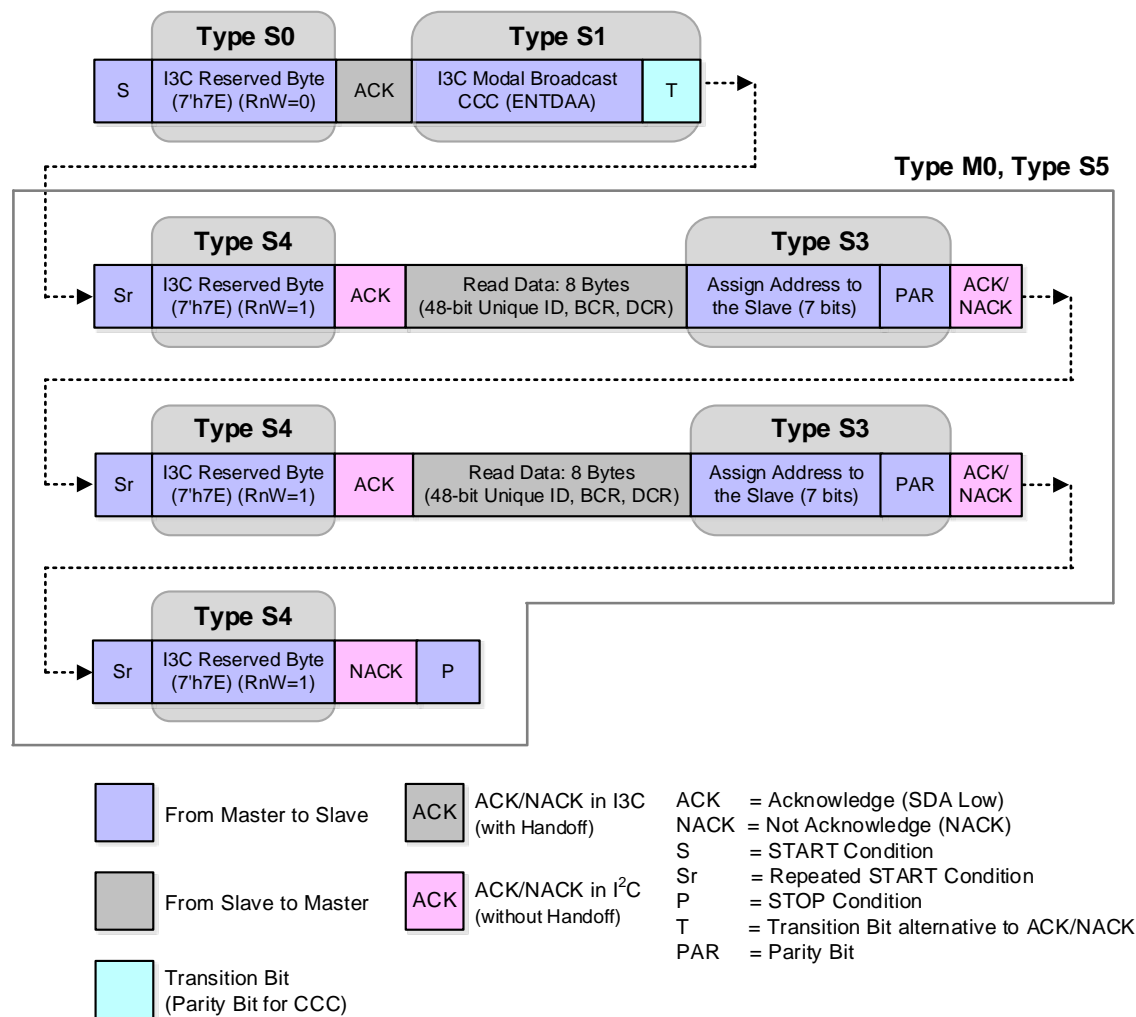 Type S0
Type S1
S
I3C Reserved Byte
(7'h7E) (RnW=0)
ACK
I3C Modal Broadcast
CCC (ENTDAA)
T
Type M0, Type S5
Type S4
Type S3
Sr
I3C Reserved Byte
(7'h7E) (RnW=1)
ACK
Read Data: 8 Bytes
(48-bit Unique ID, BCR, DCR)
Assign Address to
the Slave (7 bits)
PAR
ACK/
NACK
Type S4
Type S3
Sr
I3C Reserved Byte
(7'h7E) (RnW=1)
ACK
Read Data: 8 Bytes
(48-bit Unique ID, BCR, DCR)
Assign Address to
the Slave (7 bits)
PAR
ACK/
NACK
Type S4
Sr
I3C Reserved Byte
(7'h7E) (RnW=1)
NACK
P
From Master to Slave
From Slave to Master
Transition Bit
(Parity Bit for CCC)
ACK
ACK/NACK in I3C
(with Handoff)
ACK
ACK/NACK in I²C
(without Handoff)
ACK = Acknowledge (SDA Low)
NACK = Not Acknowledge (NACK)
S = START Condition
Sr = Repeated START Condition
P = STOP Condition
T = Transition Bit alternative to ACK/NACK
PAR = Parity Bit